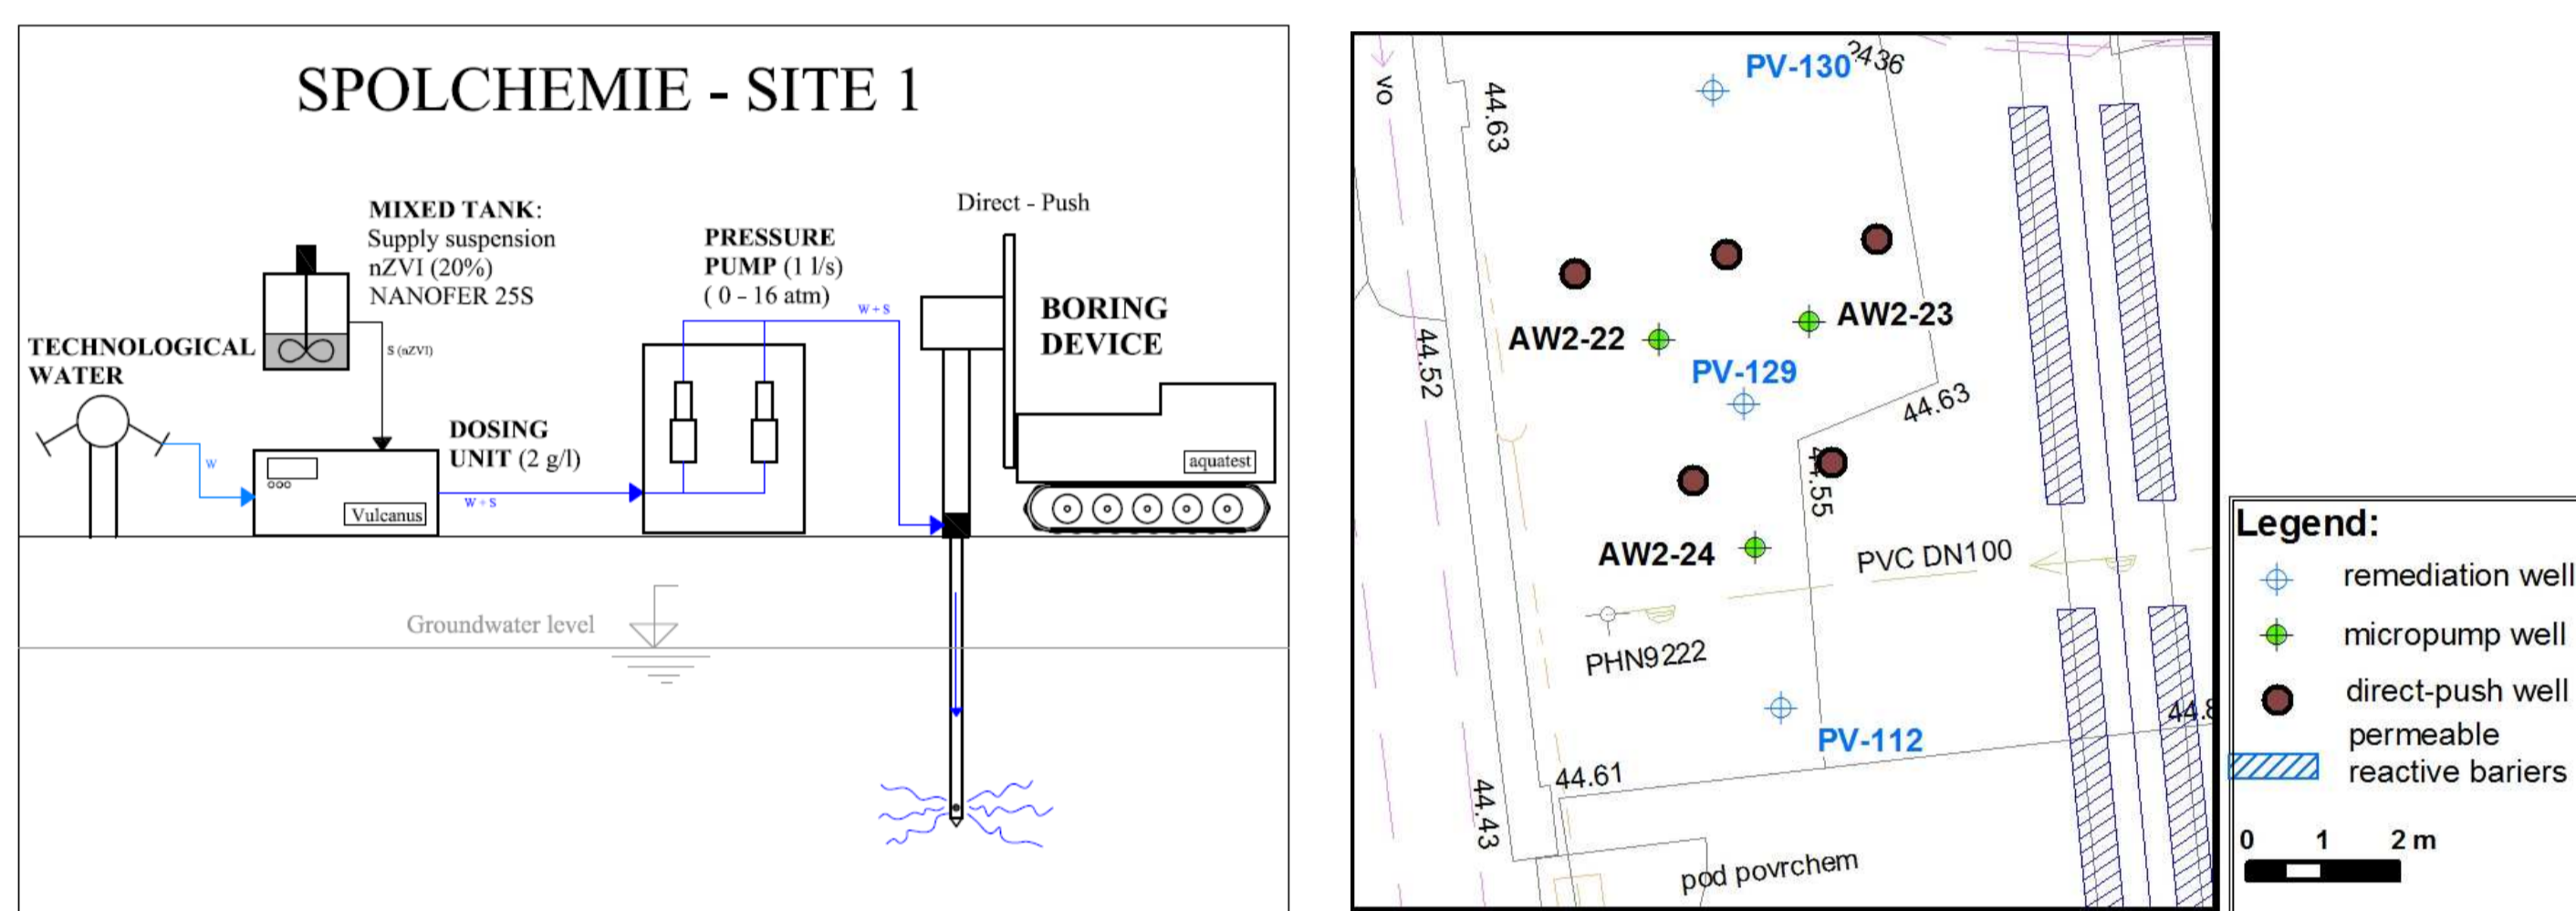 SPOLCHEMIE - SITE 1
MIXED TANK:
Supply suspension
nZVI (20%)
NANOFER 25S
TECHNOLOGICAL
WATER
S (nZVI)
W
Vulcanus
DOSING
UNIT (2 g/l)
W + S
PRESSURE
PUMP (1 l/s)
( 0 - 16 atm)
W + S
Direct - Push
BORING
DEVICE
aquatest
Groundwater level
vo
44.63
PV-130
2436
44.52
AW2-22
AW2-23
PV-129
44.63
44.55
AW2-24
PVC DN100
PHN9222
PV-112
44.8
44.61
44.43
pod povrchem
Legend:
remediation well
micropump well
direct-push well
permeable
reactive bariers
0 1 2 m